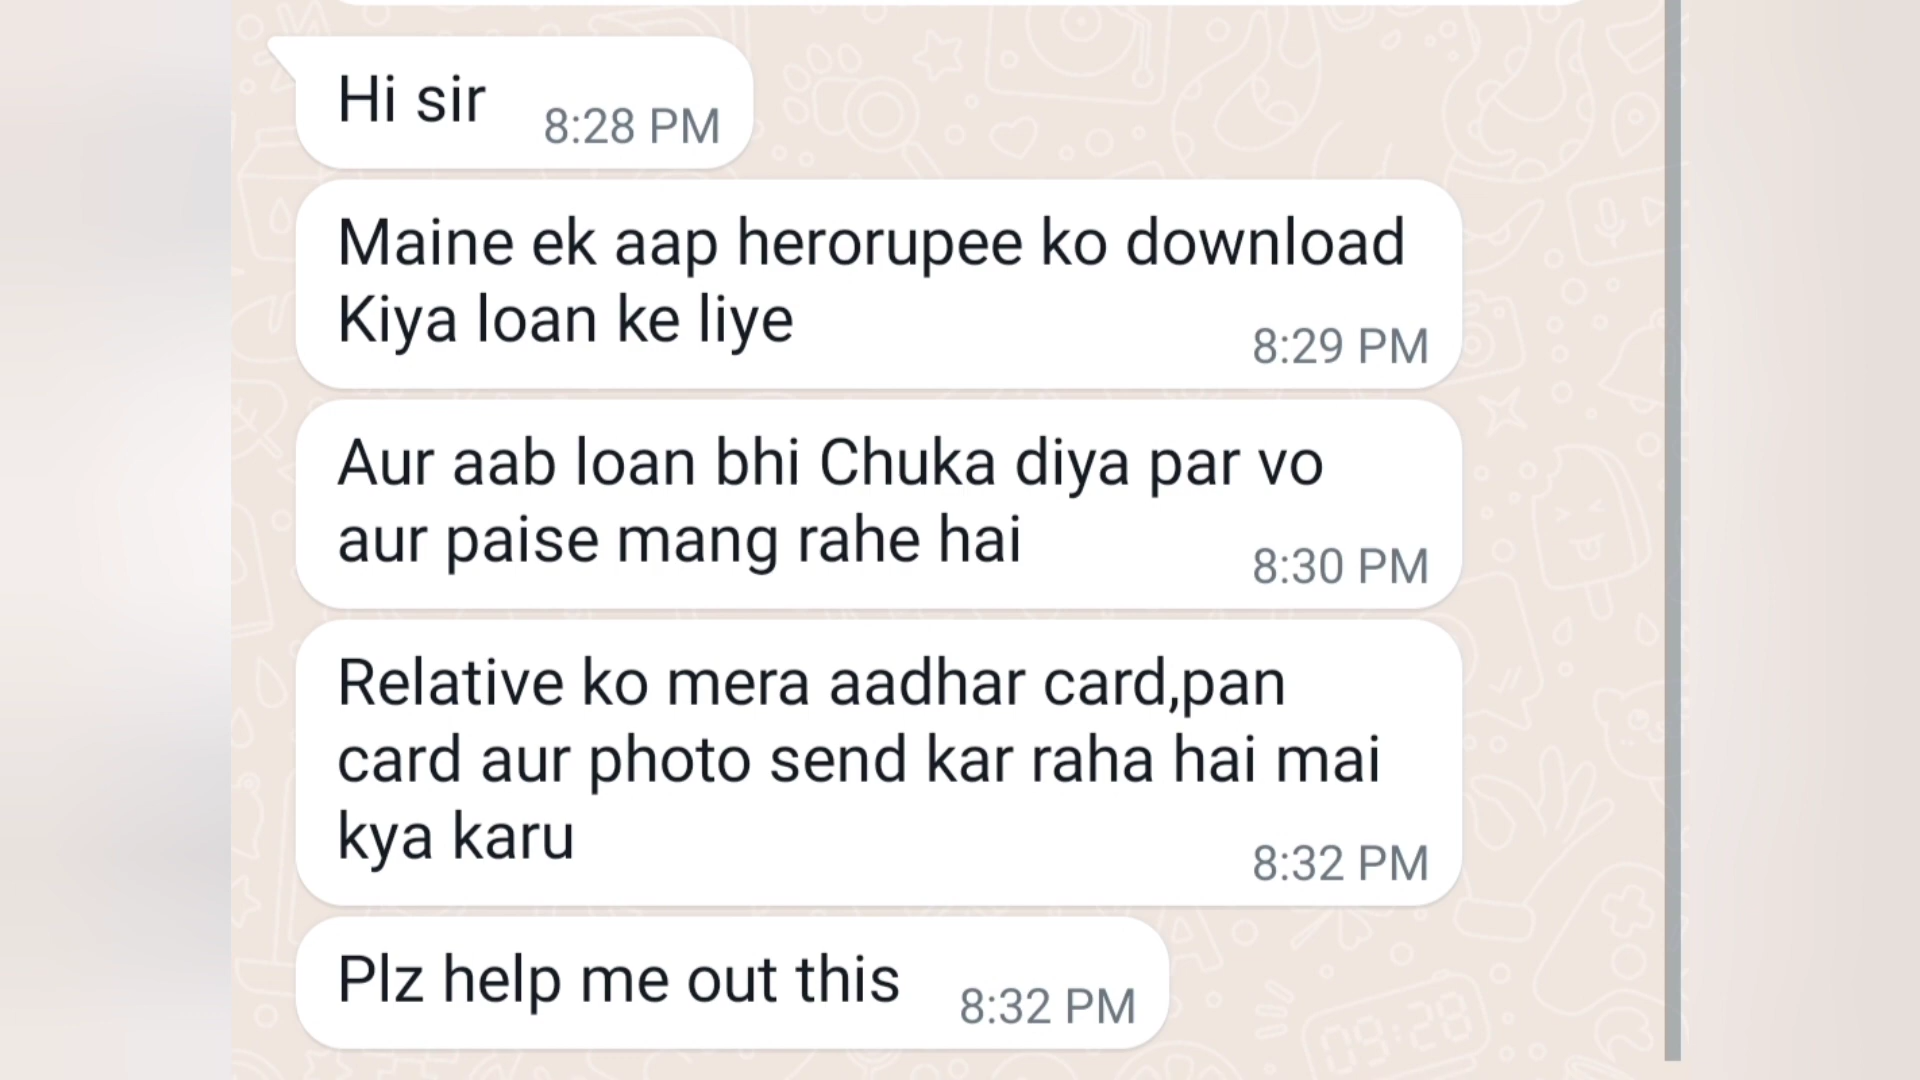 Hi sir
8:28 PM
Maine ek aap herorupee ko download
Kiya loan ke liye
8:29 PM
Aur aab loan bhi Chuka diya par vo
aur paise mang rahe hai
8:30 PM
Relative ko mera aadhar card,pan
card aur photo send kar raha hai mai
kya karu
8:32 PM
Plz help me out this
8:32 PM
09:28